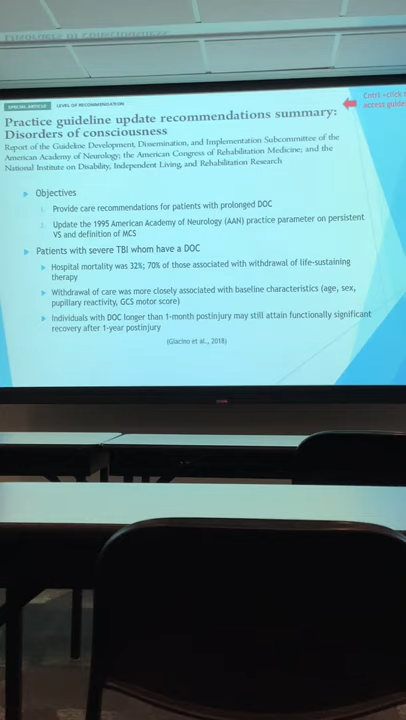 SPECIAL ARTICLE LEVEL OF RECOMMENDATION
Cntrl+click t
access guide
Practice guideline update recommendations summary:
Disorders of consciousness
Report of the Guideline Development, Dissemination, and Implementation Subcommittee of the
American Academy of Neurology; the American Congress of Rehabilitation Medicine; and the
National Institute on Disability, Independent Living, and Rehabilitation Research
Objectives
1. Provide care recommendations for patients with prolonged DOC
2. Update the 1995 American Academy of Neurology (AAN) practice parameter on persistent
VS and definition of MCS
Patients with severe TBI whom have a DOC
Hospital mortality was 32%; 70% of those associated with withdrawal of life-sustaining
therapy
Withdrawal of care was more closely associated with baseline characteristics (age, sex,
pupillary reactivity, GCS motor score)
Individuals with DOC longer than 1-month postinjury may still attain functionally significant
recovery after 1-year postinjury
(Giacino et al., 2018)